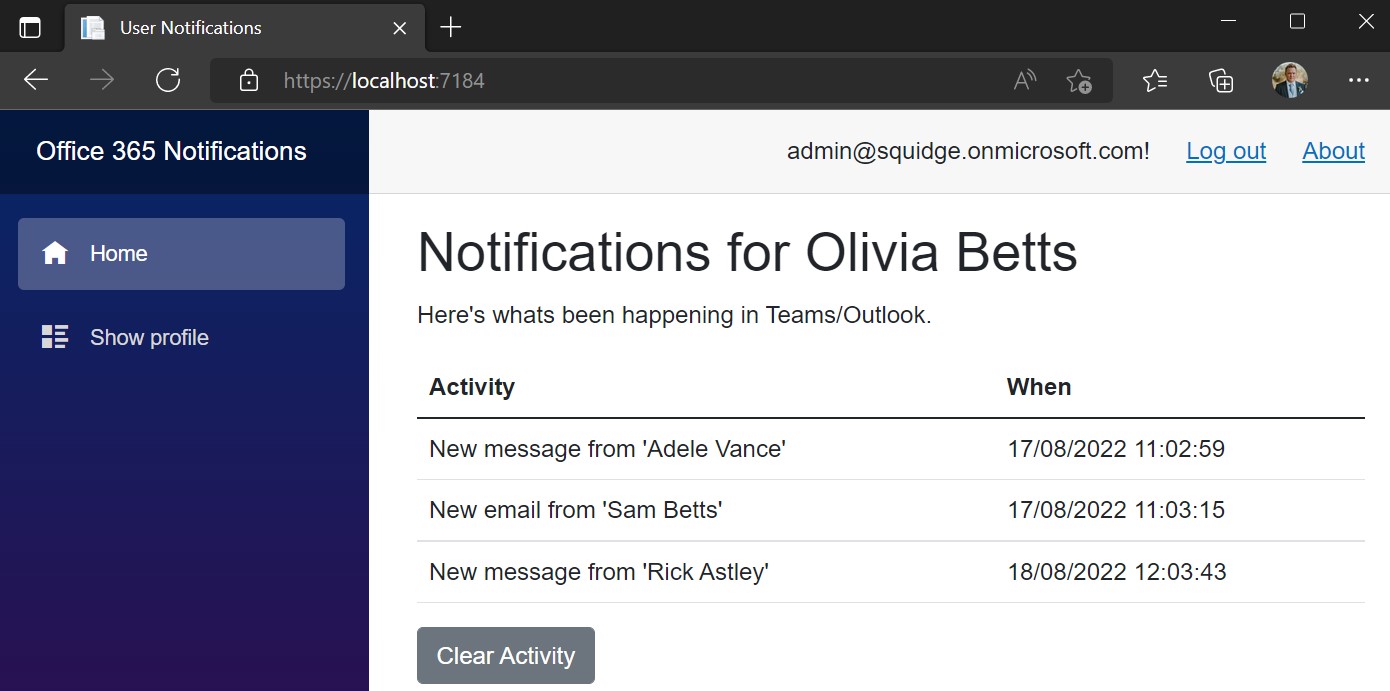 User Notifications
https://localhost:7184
Office 365 Notifications
admin@squidge.onmicrosoft.com! Log out About
Home
Show profile
Notifications for Olivia Betts
Here's whats been happening in Teams/Outlook.
Activity When
New message from 'Adele Vance' 17/08/2022 11:02:59
New email from 'Sam Betts' 17/08/2022 11:03:15
New message from 'Rick Astley' 18/08/2022 12:03:43
Clear Activity